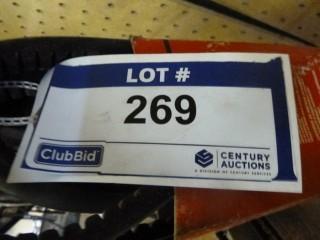 LOT #
269
ClubBid
CENTURY
AUCTIONS
A DIVISION OF CENTURY SERVICES